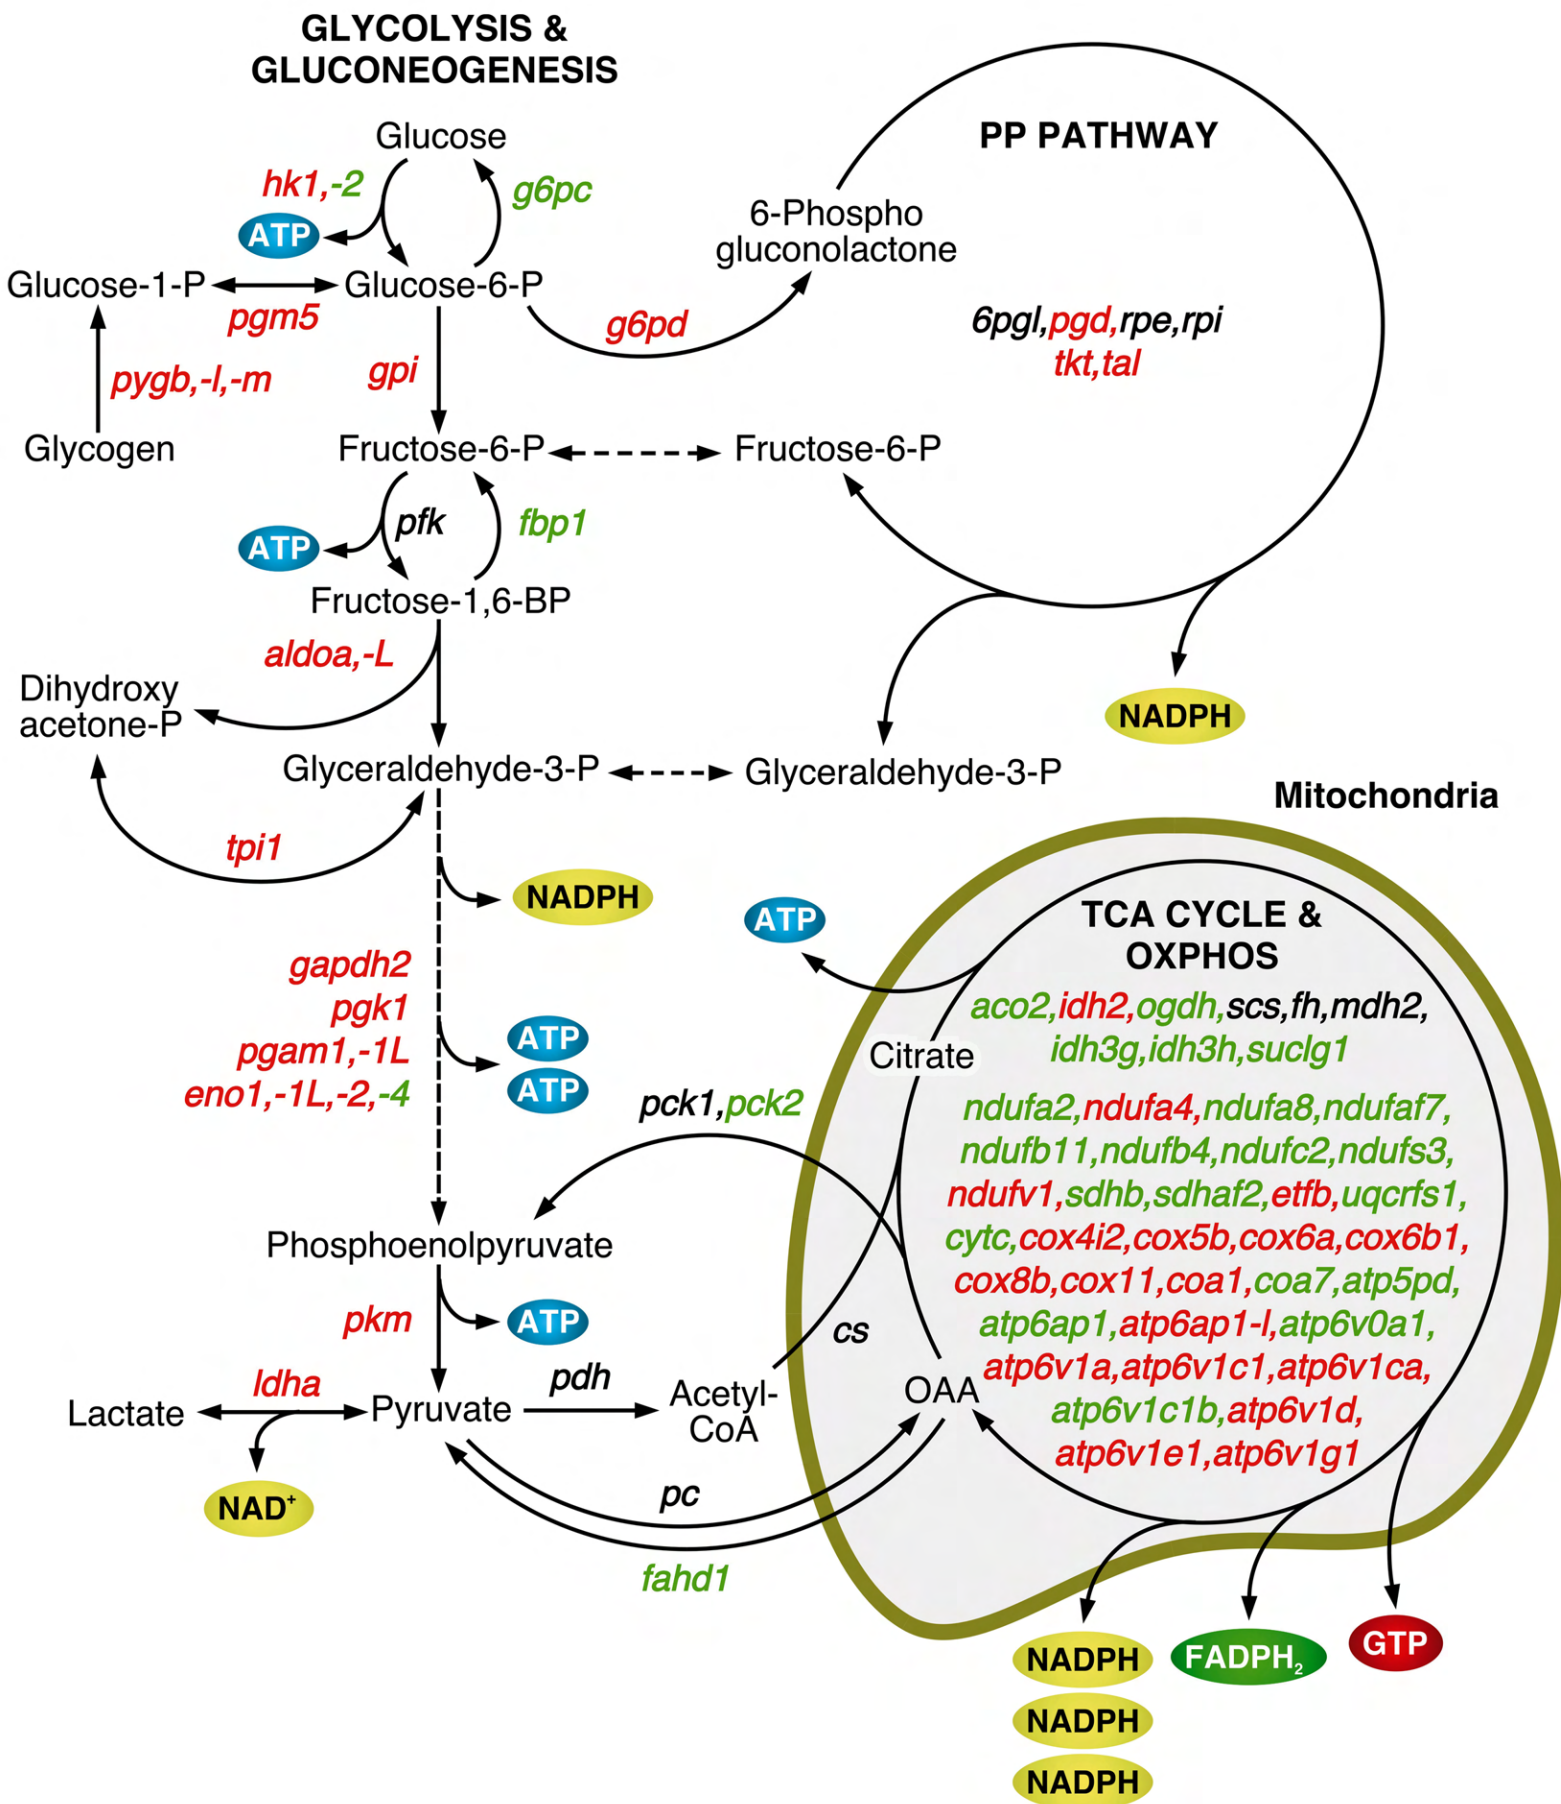 GLYCOLYSIS &
GLUCONEOGENESIS
Glucose
hk1,-2
g6pc
ATP
Glucose-1-P
Glucose-6-P
pgm5
pygb,-l,-m
gpi
g6pd
Glycogen
6-Phospho
gluconolactone
PP PATHWAY
6pgl,pgd,rpe,rpi
tkt,tal
Fructose-6-P
Fructose-6-P
pfk
fbp1
ATP
Fructose-1,6-BP
aldoa,-L
Dihydroxy
acetone-P
NADPH
Glyceraldehyde-3-P
Glyceraldehyde-3-P
tpi1
NADPH
gapdh2
pgk1
pgam1,-1L
eno1,-1L,-2,-4
ATP
ATP
pck1,pck2
Phosphoenolpyruvate
pkm
ATP
ldha
Lactate
Pyruvate
pdh
Acetyl-
CoA
NAD+
pc
fahd1
Mitochondria
ATP
TCA CYCLE &
OXPHOS
aco2,idh2,ogdh,scs,fh,mdh2,
idh3g,idh3h,suclg1
Citrate
ndufa2,ndufa4,ndufa8,ndufaf7,
ndufb11,ndufb4,ndufc2,ndufs3,
ndufv1,sdhb,sdhaf2,etfb,uqcrfs1,
cytc,cox4i2,cox5b,cox6a,cox6b1,
cox8b,cox11,coa1,coa7,atp5pd,
atp6ap1,atp6ap1-l,atp6v0a1,
atp6v1a,atp6v1c1,atp6v1ca,
atp6v1c1b,atp6v1d,
atp6v1e1,atp6v1g1
cs
OAA
NADPH
NADPH
NADPH
FADPH2
GTP